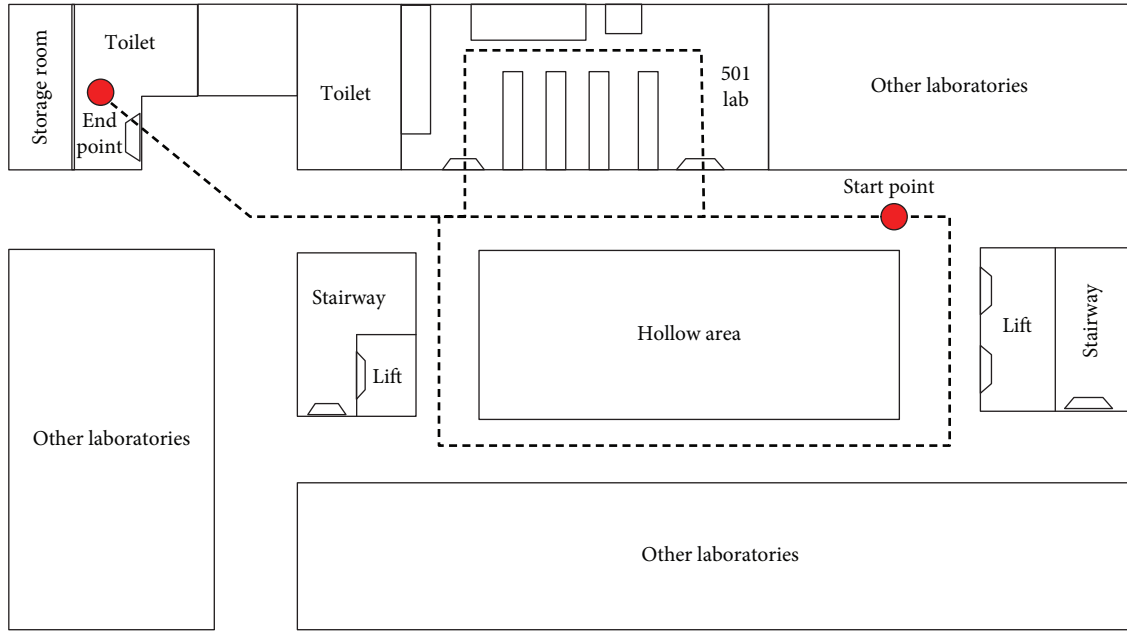 Storage room
Toilet
End
point
Toilet
501
lab
Other laboratories
Start point
Stairway
Lift
Hollow area
Lift
Stairway
Other laboratories
Other laboratories